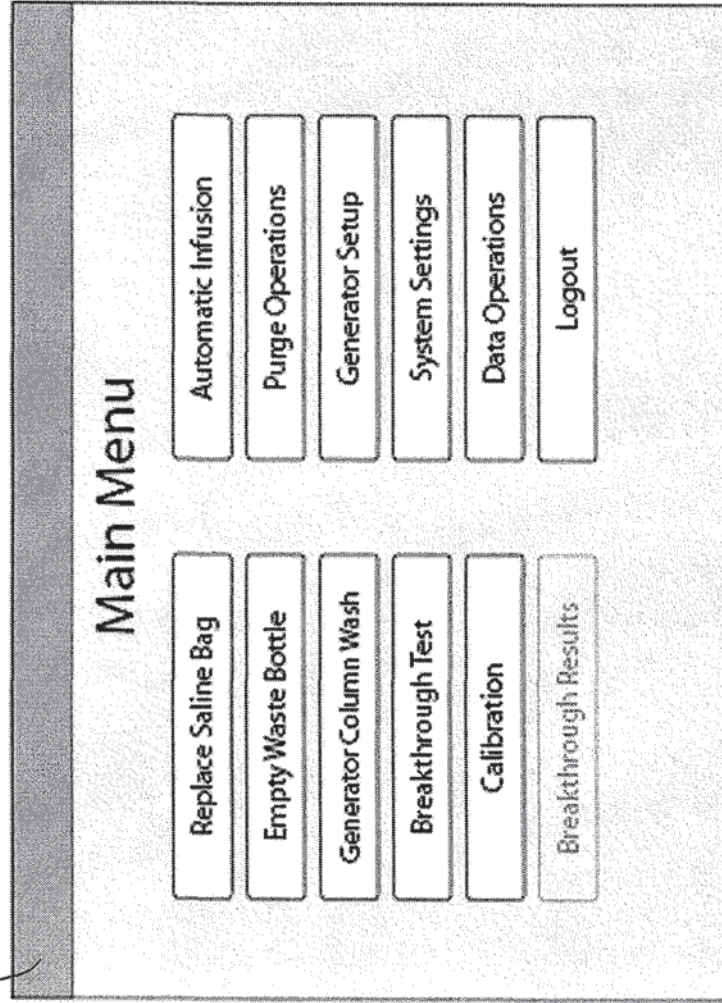 Main Menu
Replace Saline Bag
Automatic Infusion
Empty Waste Bottle
Purge Operations
Generator Column Wash
Generator Setup
Breakthrough Test
System Settings
Calibration
Data Operations
Breakthrough Results
Logout